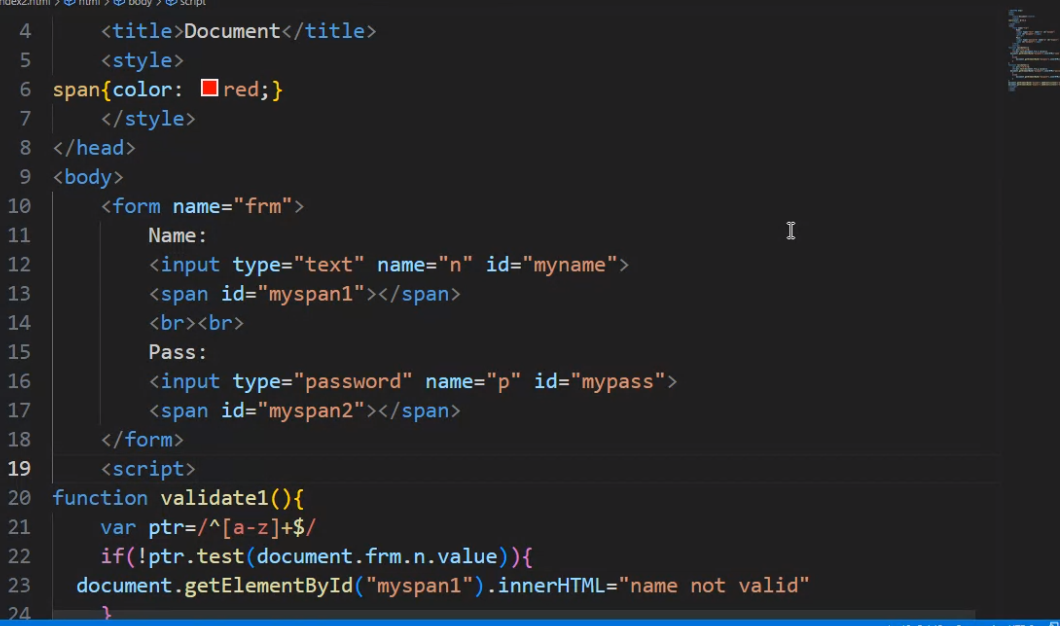 index2.html > html > body > script
4 <title>Document</title>
5 <style>
6 span{color: red;}
7 </style>
8 </head>
9 <body>
10 <form name="frm">
11 Name:
12 <input type="text" name="n" id="myname">
13 <span id="myspan1"></span>
14 <br><br>
15 Pass:
16 <input type="password" name="p" id="mypass">
17 <span id="myspan2"></span>
18 </form>
19 <script>
20 function validate1(){
21 var ptr=/^[a-z]+$/
22 if(!ptr.test(document.frm.n.value)){
23 document.getElementById("myspan1").innerHTML="name not valid"
24 }